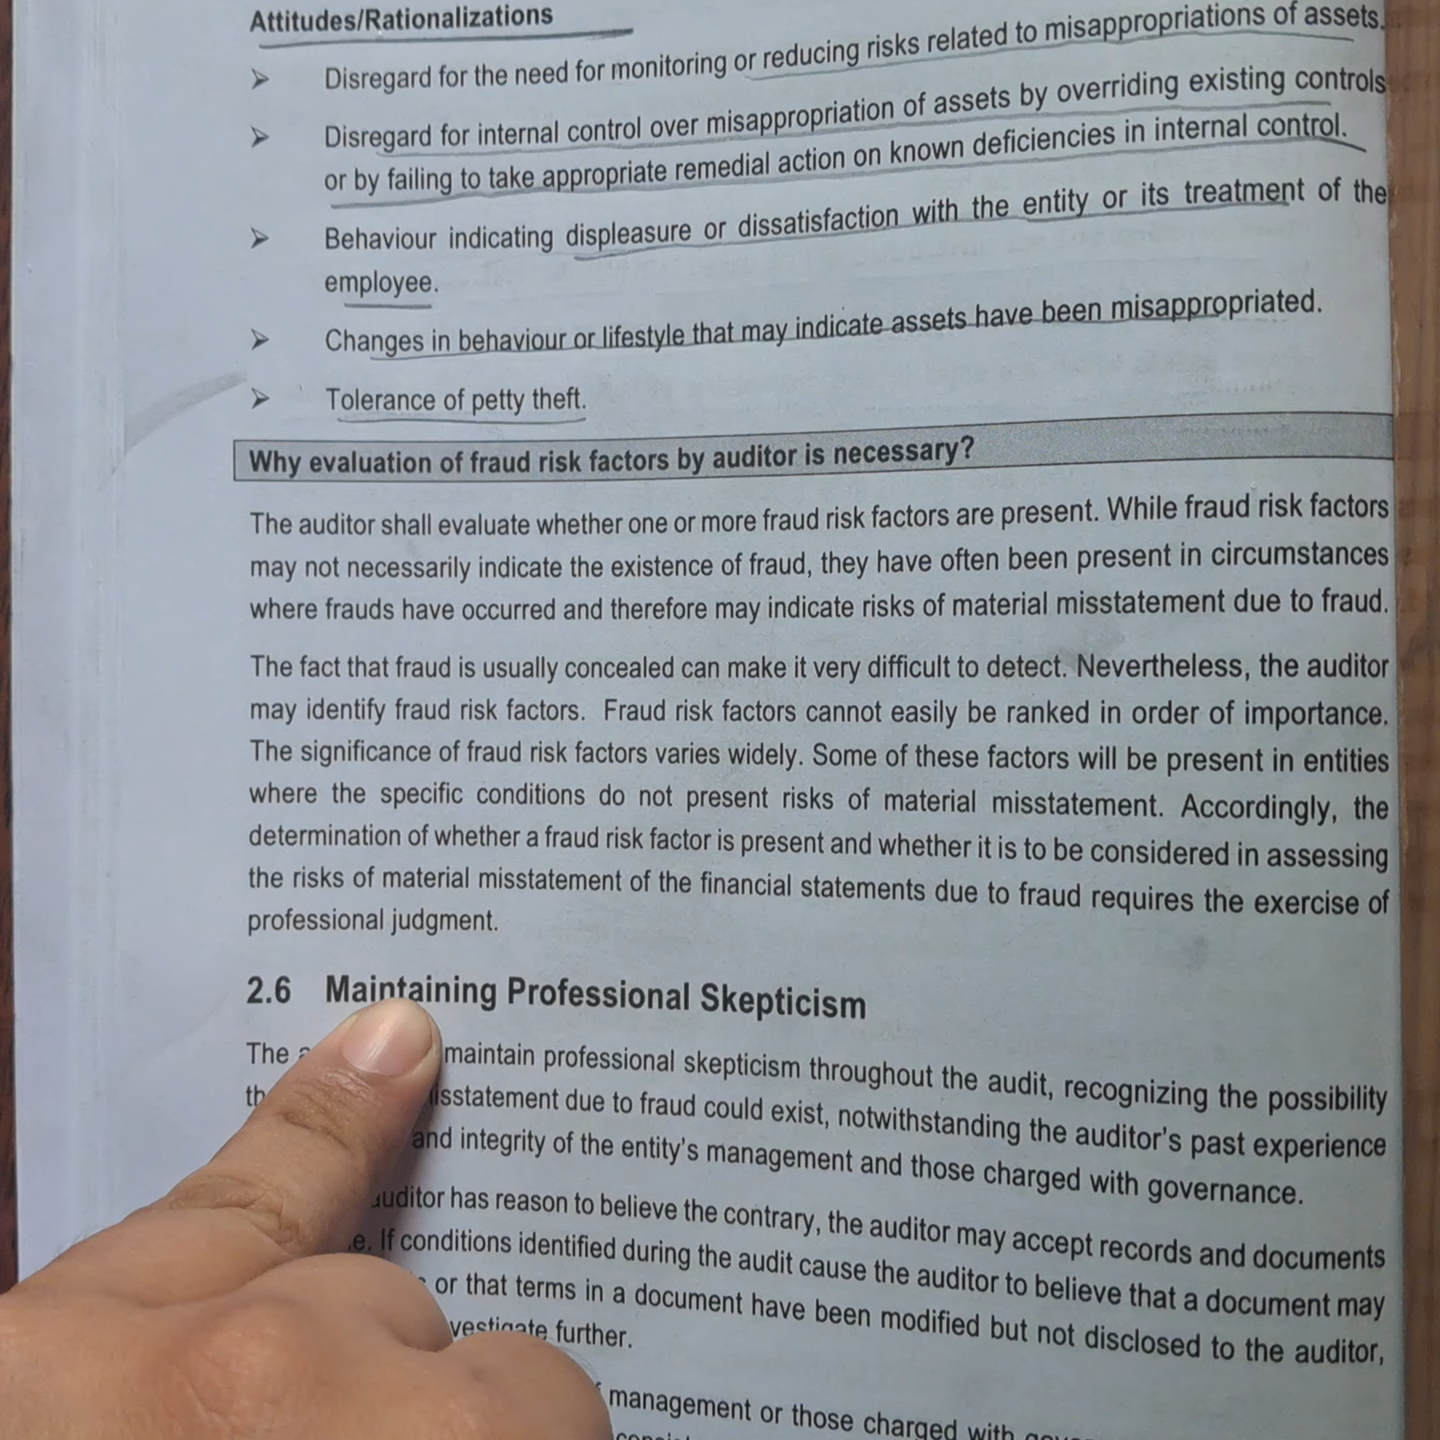 Attitudes/Rationalizations
➢ Disregard for the need for monitoring or reducing risks related to misappropriations of assets.
➢ Disregard for internal control over misappropriation of assets by overriding existing controls
or by failing to take appropriate remedial action on known deficiencies in internal control.
➢ Behaviour indicating displeasure or dissatisfaction with the entity or its treatment of the
employee.
➢ Changes in behaviour or lifestyle that may indicate assets have been misappropriated.
➢ Tolerance of petty theft.
Why evaluation of fraud risk factors by auditor is necessary?
The auditor shall evaluate whether one or more fraud risk factors are present. While fraud risk factors
may not necessarily indicate the existence of fraud, they have often been present in circumstances
where frauds have occurred and therefore may indicate risks of material misstatement due to fraud.
The fact that fraud is usually concealed can make it very difficult to detect. Nevertheless, the auditor
may identify fraud risk factors. Fraud risk factors cannot easily be ranked in order of importance.
The significance of fraud risk factors varies widely. Some of these factors will be present in entities
where the specific conditions do not present risks of material misstatement. Accordingly, the
determination of whether a fraud risk factor is present and whether it is to be considered in assessing
the risks of material misstatement of the financial statements due to fraud requires the exercise of
professional judgment.
2.6 Maintaining Professional Skepticism
The maintain professional skepticism throughout the audit, recognizing the possibility
misstatement due to fraud could exist, notwithstanding the auditor's past experience
and integrity of the entity's management and those charged with governance.
auditor has reason to believe the contrary, the auditor may accept records and documents
If conditions identified during the audit cause the auditor to believe that a document may
or that terms in a document have been modified but not disclosed to the auditor,
investigate further.
management or those charged with